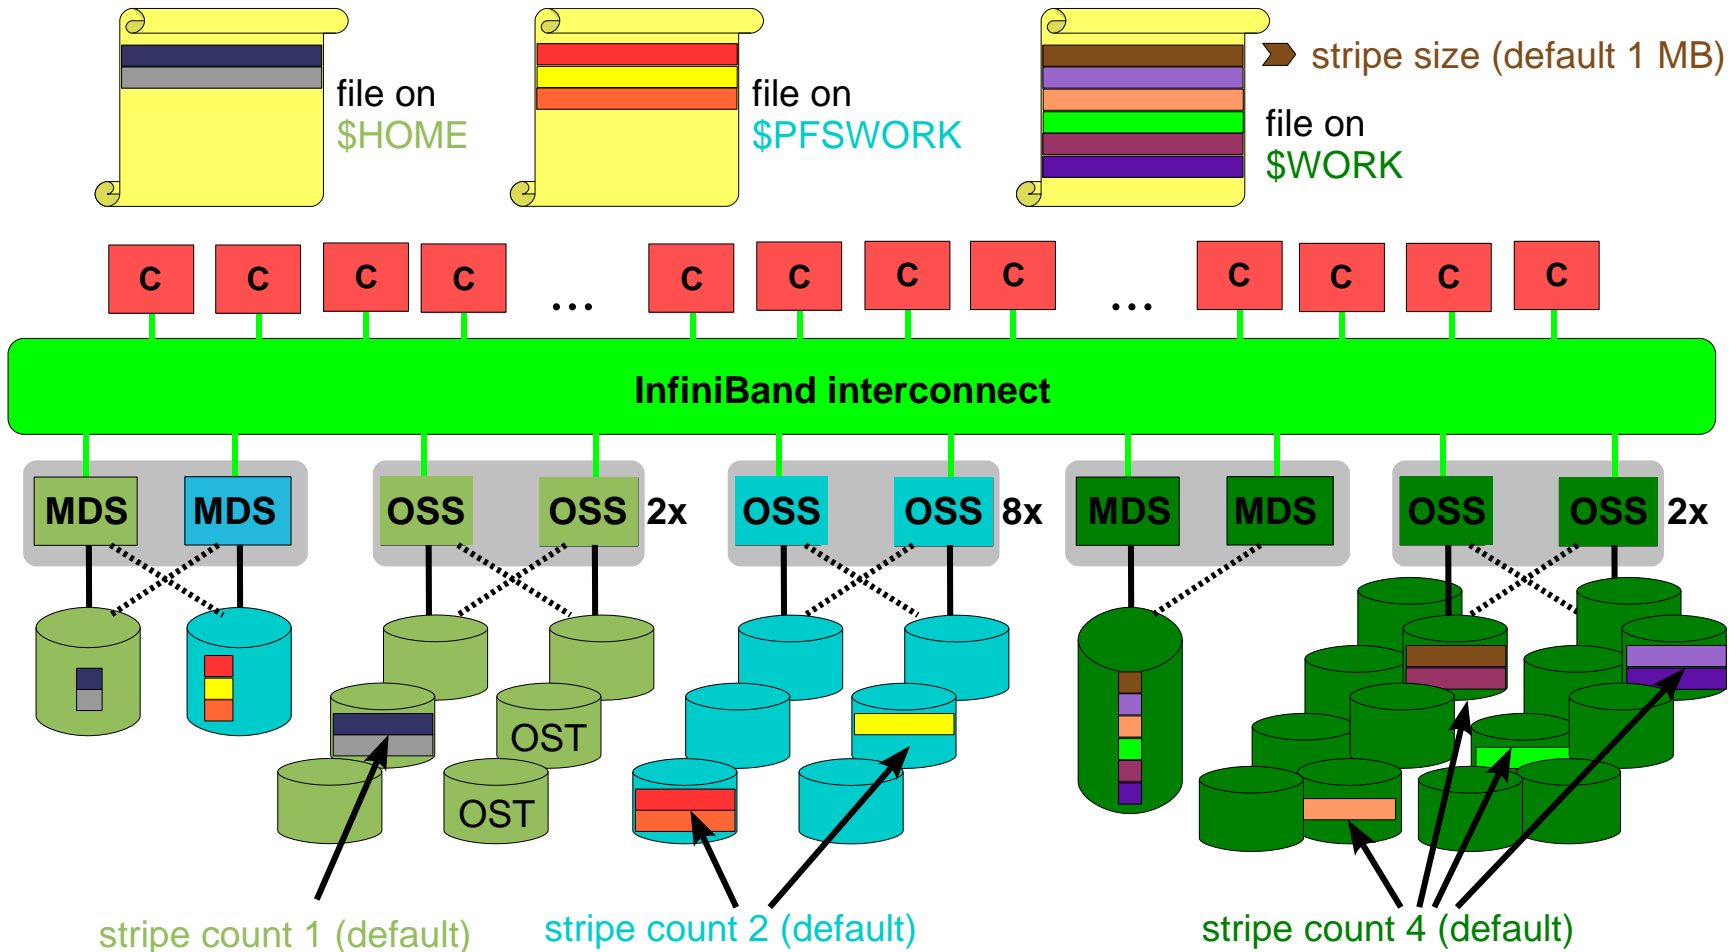 stripe size (default 1 MB)
file on
$HOME
file on
$PFSWORK
file on
$WORK
C C C C ... C C C C ... C C C C
InfiniBand interconnect
MDS MDS OSS OSS 2x OSS OSS 8x MDS MDS OSS OSS 2x
OST
OST
stripe count 1 (default)
stripe count 2 (default)
stripe count 4 (default)